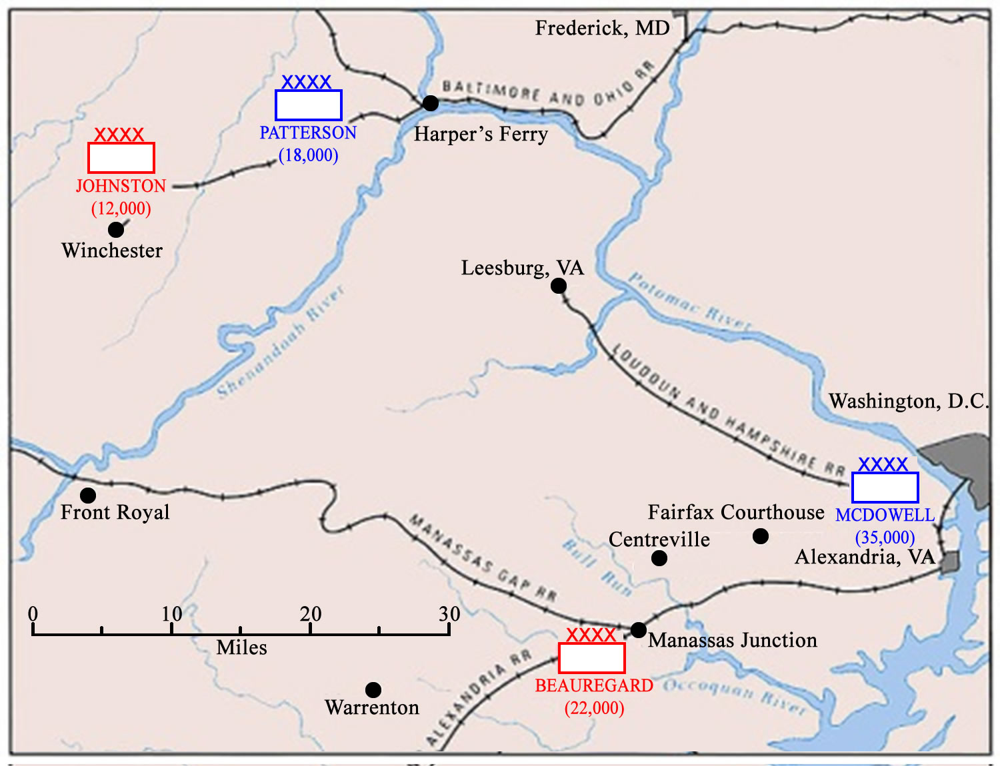 Frederick, MD
XXXX
BALTIMORE AND OHIO RR
PATTERSON
(18,000)
Harper's Ferry
XXXX
JOHNSTON
(12,000)
Winchester
Leesburg, VA
Potomac River
Shenandoah River
LOUDOUN AND HAMPSHIRE RR
Washington, D.C.
XXXX
MCDOWELL
(35,000)
Front Royal
Fairfax Courthouse
Centreville
Alexandria, VA
Bull Run
MANASSAS GAP RR
0 10 20 30
Miles
Manassas Junction
XXXX
BEAUREGARD
(22,000)
ALEXANDRIA RR
Occoquan River
Warrenton